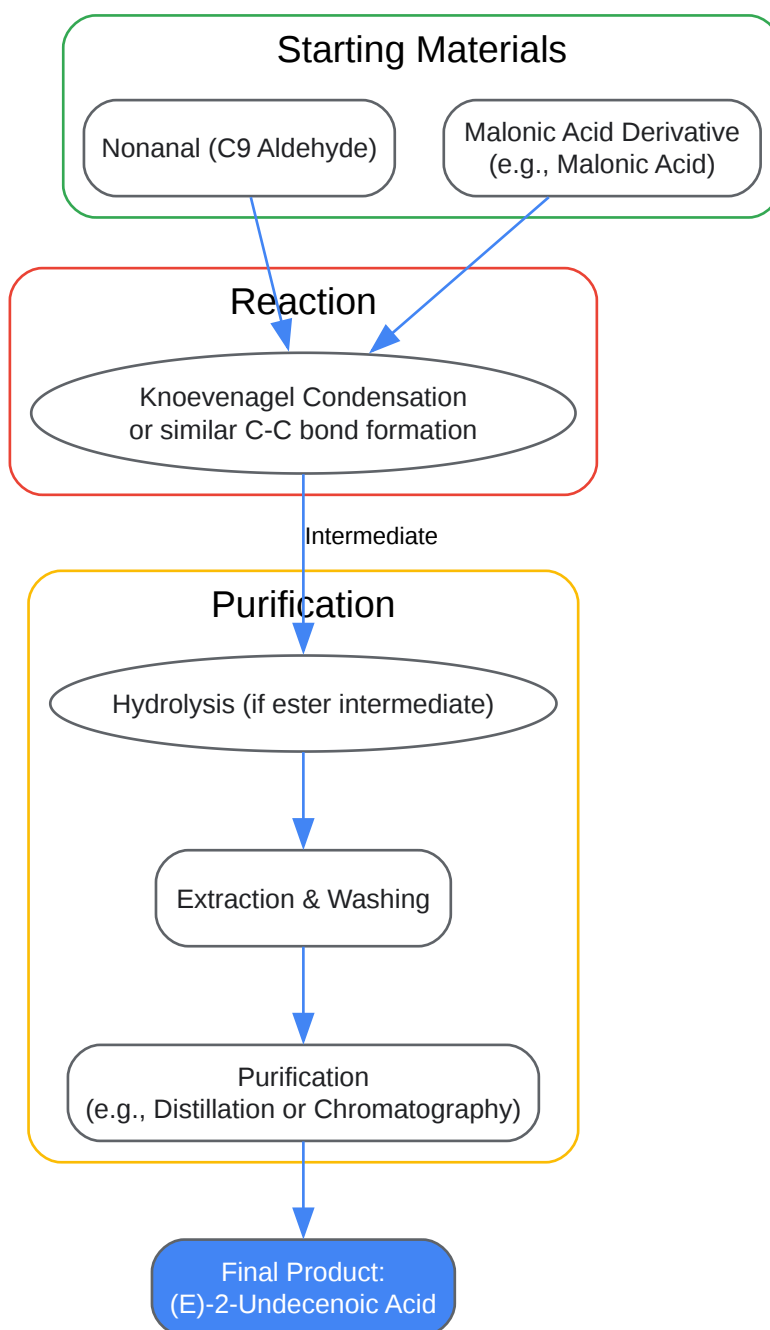 Starting Materials
Nonanal (C9 Aldehyde)
Malonic Acid Derivative
(e.g., Malonic Acid)
Reaction
Knoevenagel Condensation
or similar C-C bond formation
Intermediate
Purification
Hydrolysis (if ester intermediate)
Extraction & Washing
Purification
(e.g., Distillation or Chromatography)
Final Product:
(E)-2-Undecenoic Acid